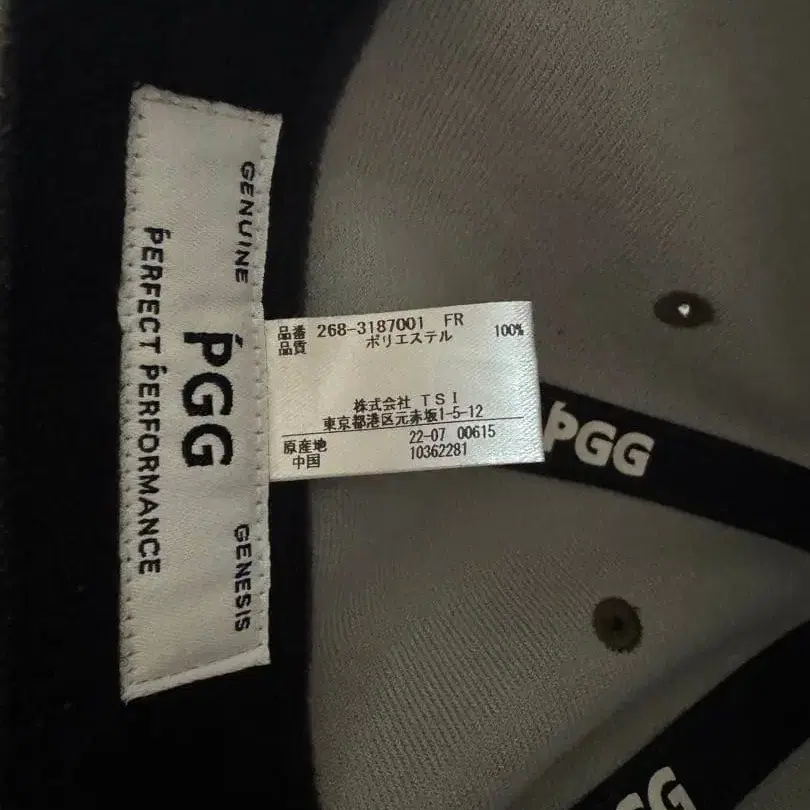 GENUINE GENESIS
PGG
PERFECT PERFORMANCE
品番 268-3187001 FR
品質 ポリエステル 100%
株式会社 TSI
東京都港区元赤坂1-5-12
原産地 22-07 00615
中国 10362281
PGG
GG